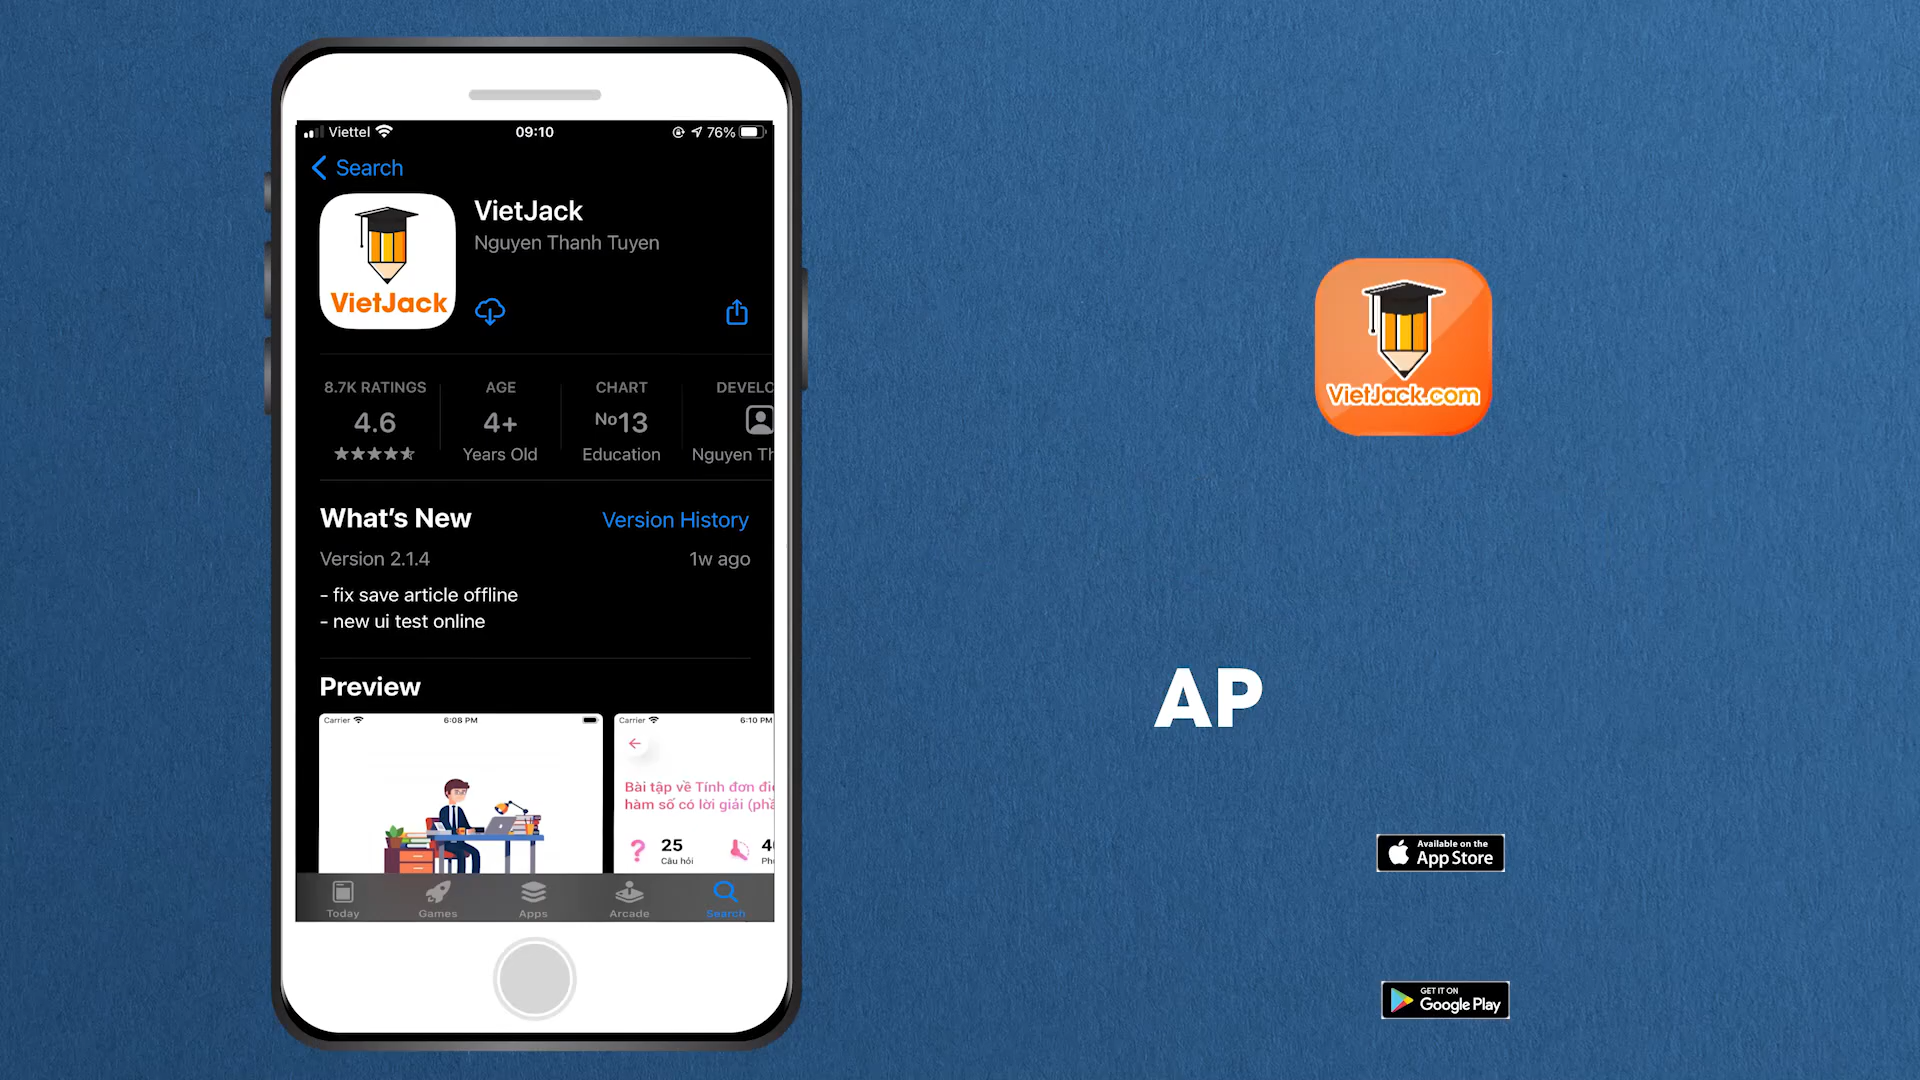 Viettel
09:10
76%
Search
VietJack
VietJack
Nguyen Thanh Tuyen
8.7K RATINGS
4.6
AGE
4+
Years Old
CHART
No13
Education
DEVELO
Nguyen Th
What's New
Version History
Version 2.1.4
1w ago
- fix save article offline
- new ui test online
Preview
Carrier
6:08 PM
Carrier
6:10 PM
Bài tập về Tính đơn điệ
hàm số có lời giải (phầ
25
Câu hỏi
Today
Games
Apps
Arcade
Search
VietJack.com
AP
Available on the
App Store
GET IT ON
Google Play